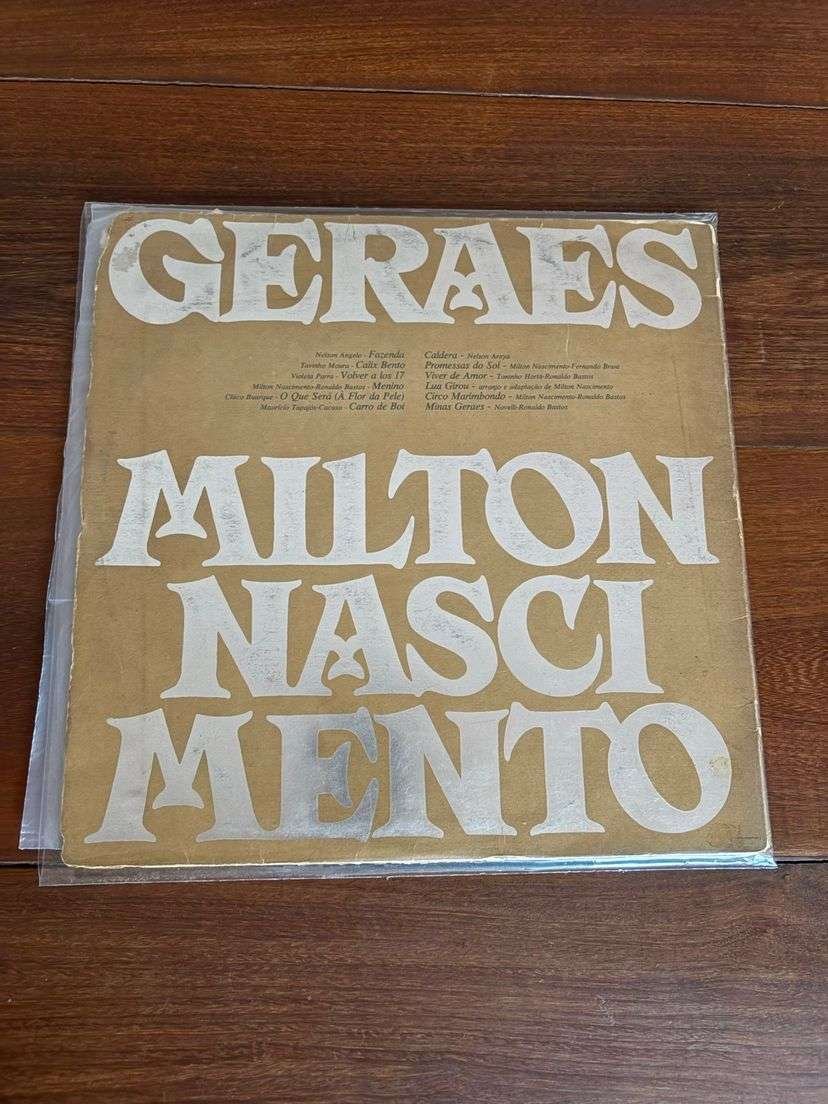 GERAES
Nelson Angelo - Fazenda
Tavinho Moura - Calix Bento
Violeta Parra - Volver a los 17
Milton Nascimento-Ronaldo Bastos - Menino
Chico Buarque - O Que Será (À Flor da Pele)
Maurício Tapajós-Cacaso - Carro de Boi
Caldera - Nelson Araya
Promessas do Sol - Milton Nascimento-Fernando Brant
Viver de Amor - Toninho Horta-Ronaldo Bastos
Lua Girou - arranjo e adaptação de Milton Nascimento
Circo Marimbondo - Milton Nascimento-Ronaldo Bastos
Minas Geraes - Novelli-Ronaldo Bastos
MILTON
NASCI
MENTO